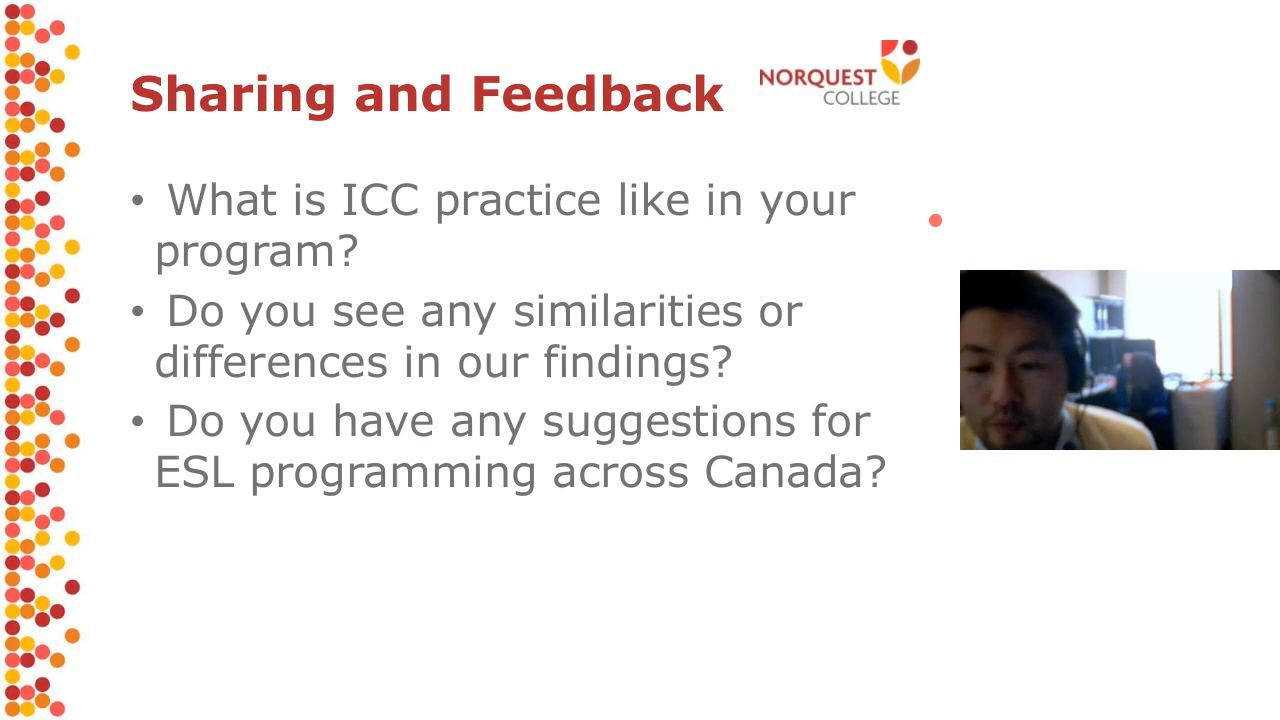 Sharing and Feedback
NORQUEST
COLLEGE
• What is ICC practice like in your
program?
• Do you see any similarities or
differences in our findings?
• Do you have any suggestions for
ESL programming across Canada?